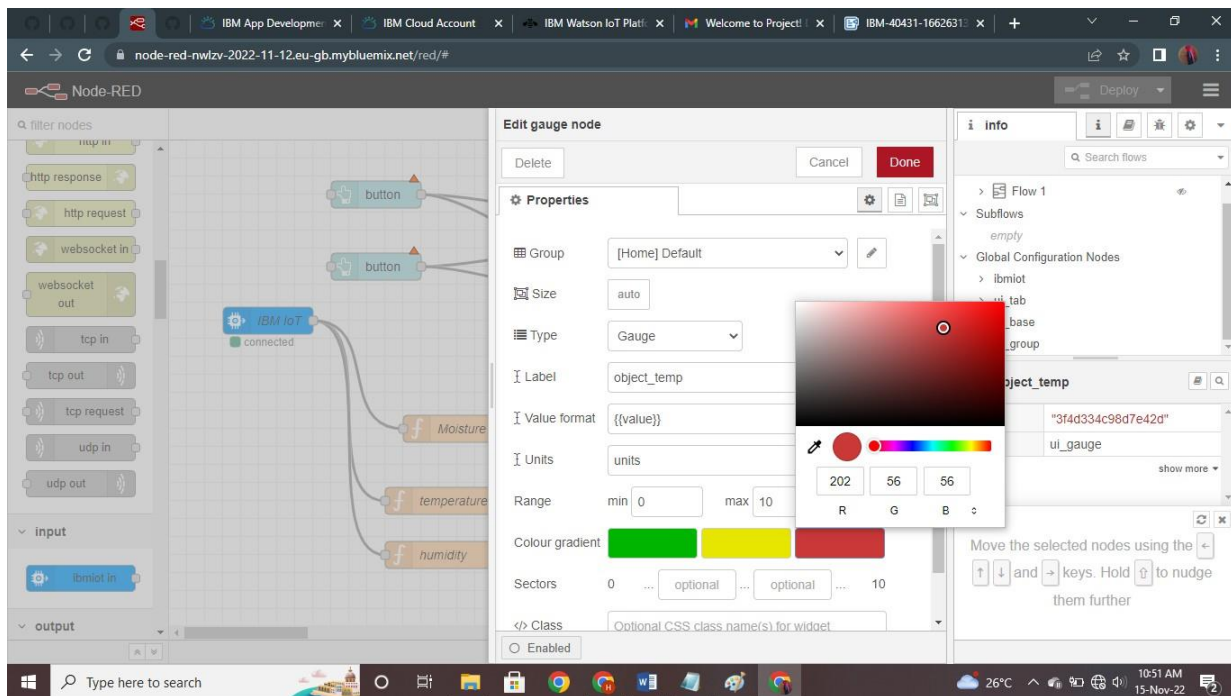 IBM App Developmer
IBM Cloud Account
IBM Watson IoT Platfo
Welcome to Project!
IBM-40431-1662631
node-red-nwlzv-2022-11-12.eu-gb.mybluemix.net/red/#
Node-RED
Deploy
filter nodes
http in
http response
http request
websocket in
websocket
out
tcp in
tcp out
tcp request
udp in
udp out
input
ibmiot in
output
button
button
IBM IoT
connected
Moisture
temperature
humidity
Edit gauge node
Delete
Cancel
Done
Properties
Group
[Home] Default
Size
auto
Type
Gauge
Label
object_temp
Value format
{{value}}
Units
units
Range
min 0
max 10
Colour gradient
Sectors
0 ... optional ... optional ... 10
</> Class
Optional CSS class name(s) for widget
Enabled
202 56 56
R G B
i info
i
Search flows
Flow 1
Subflows
empty
Global Configuration Nodes
ibmiot
ui_tab
_base
_group
ject_temp
"3f4d334c98d7e42d"
ui_gauge
show more
Move the selected nodes using the ←
↑ ↓ and → keys. Hold ⇧ to nudge
them further
Type here to search
26°C
10:51 AM
15-Nov-22